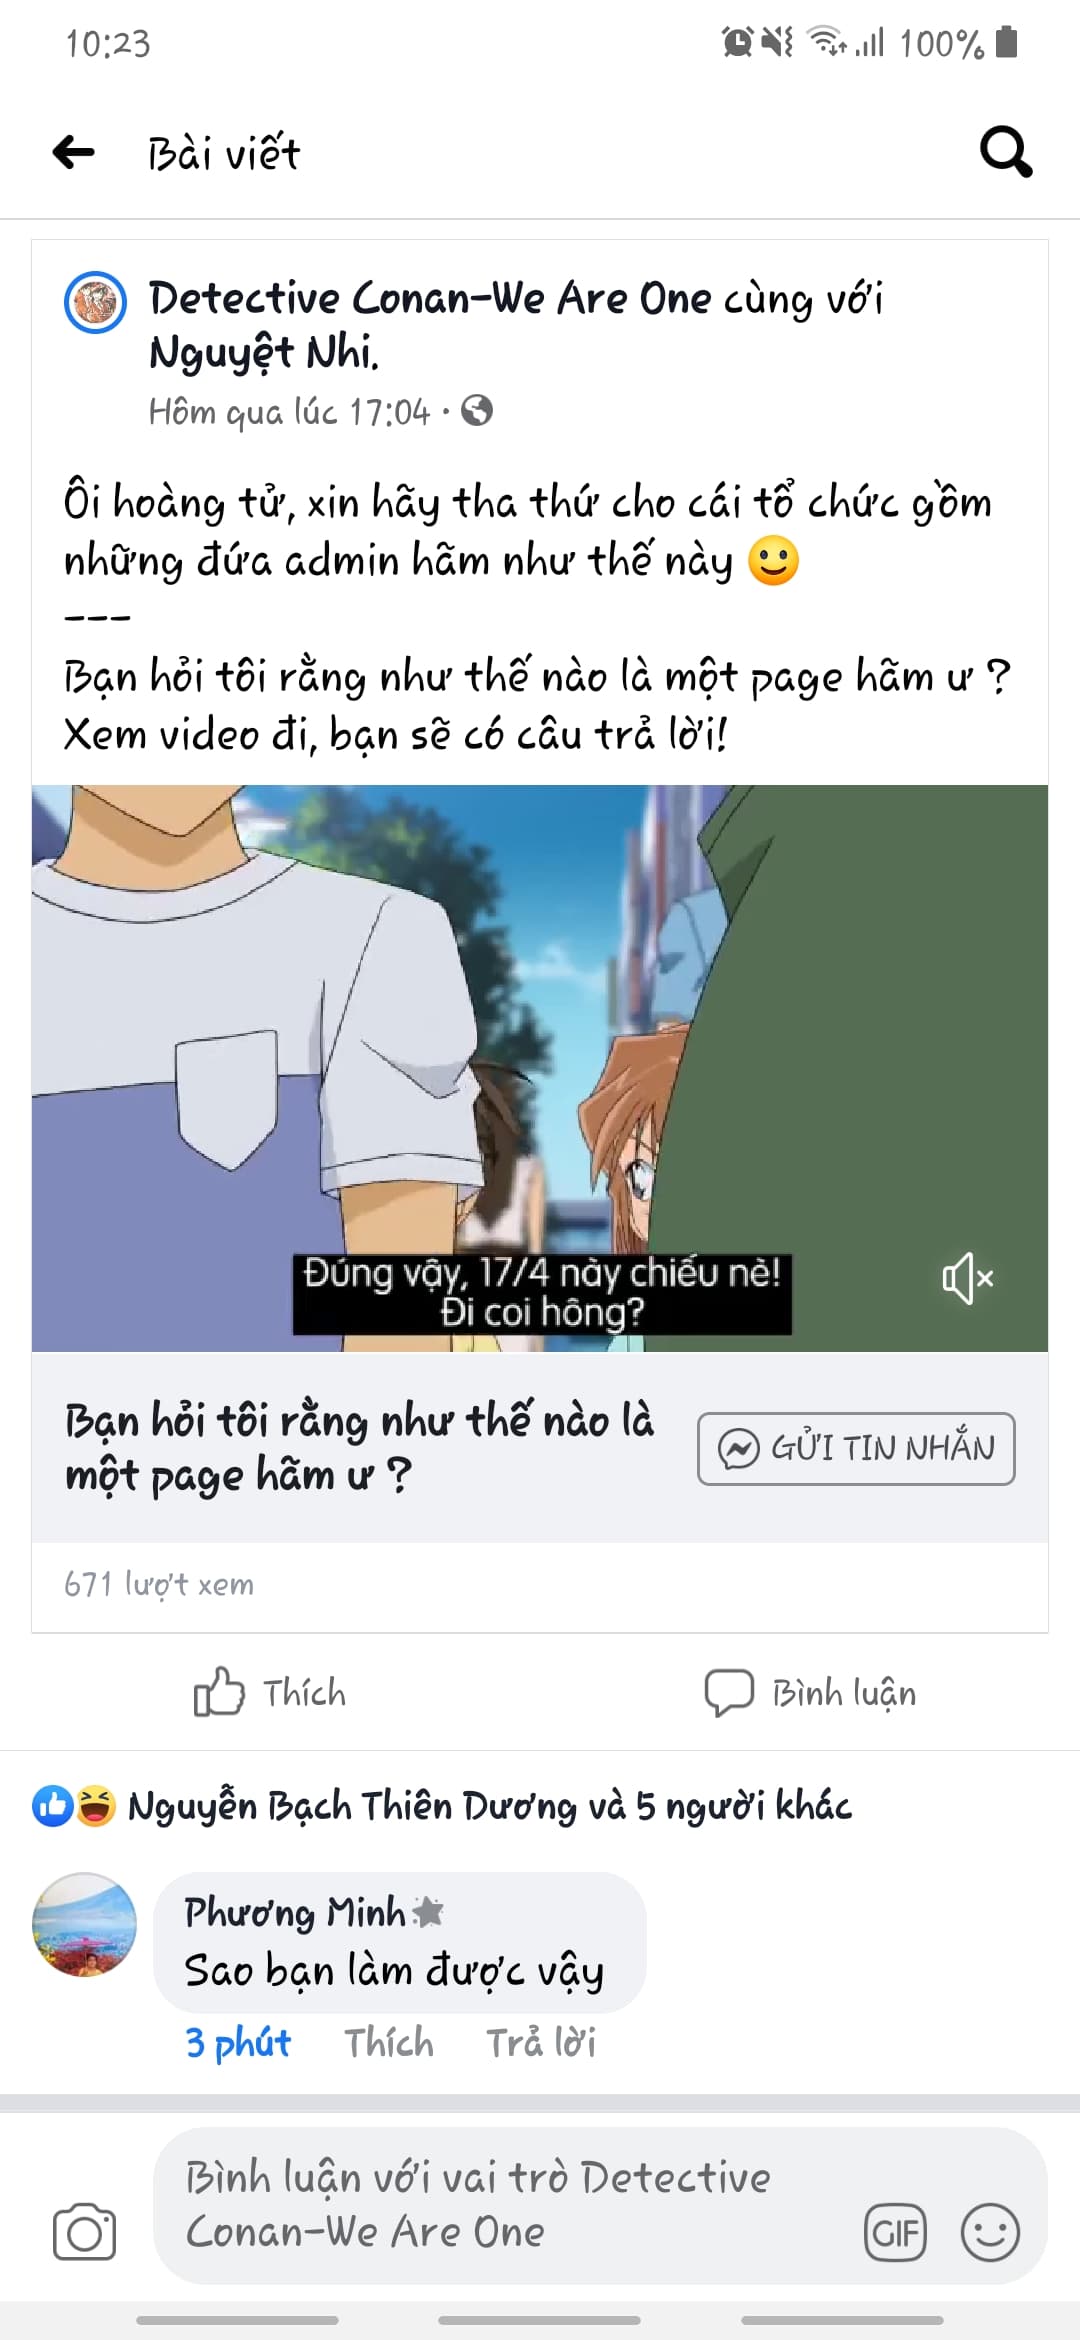 10:23
100%
Bài viết
Detective Conan-We Are One cùng với
Nguyệt Nhi.
Hôm qua lúc 17:04 ·
Ôi hoàng tử, xin hãy tha thứ cho cái tổ chức gồm
những đứa admin hãm như thế này 🙂
---
Bạn hỏi tôi rằng như thế nào là một page hãm ư ?
Xem video đi, bạn sẽ có câu trả lời!
Đúng vậy, 17/4 này chiếu nè!
Đi coi hông?
Bạn hỏi tôi rằng như thế nào là
một page hãm ư ?
GỬI TIN NHẮN
671 lượt xem
Thích
Bình luận
Nguyễn Bạch Thiên Dương và 5 người khác
Phương Minh
Sao bạn làm được vậy
3 phút Thích Trả lời
Bình luận với vai trò Detective
Conan-We Are One
GIF